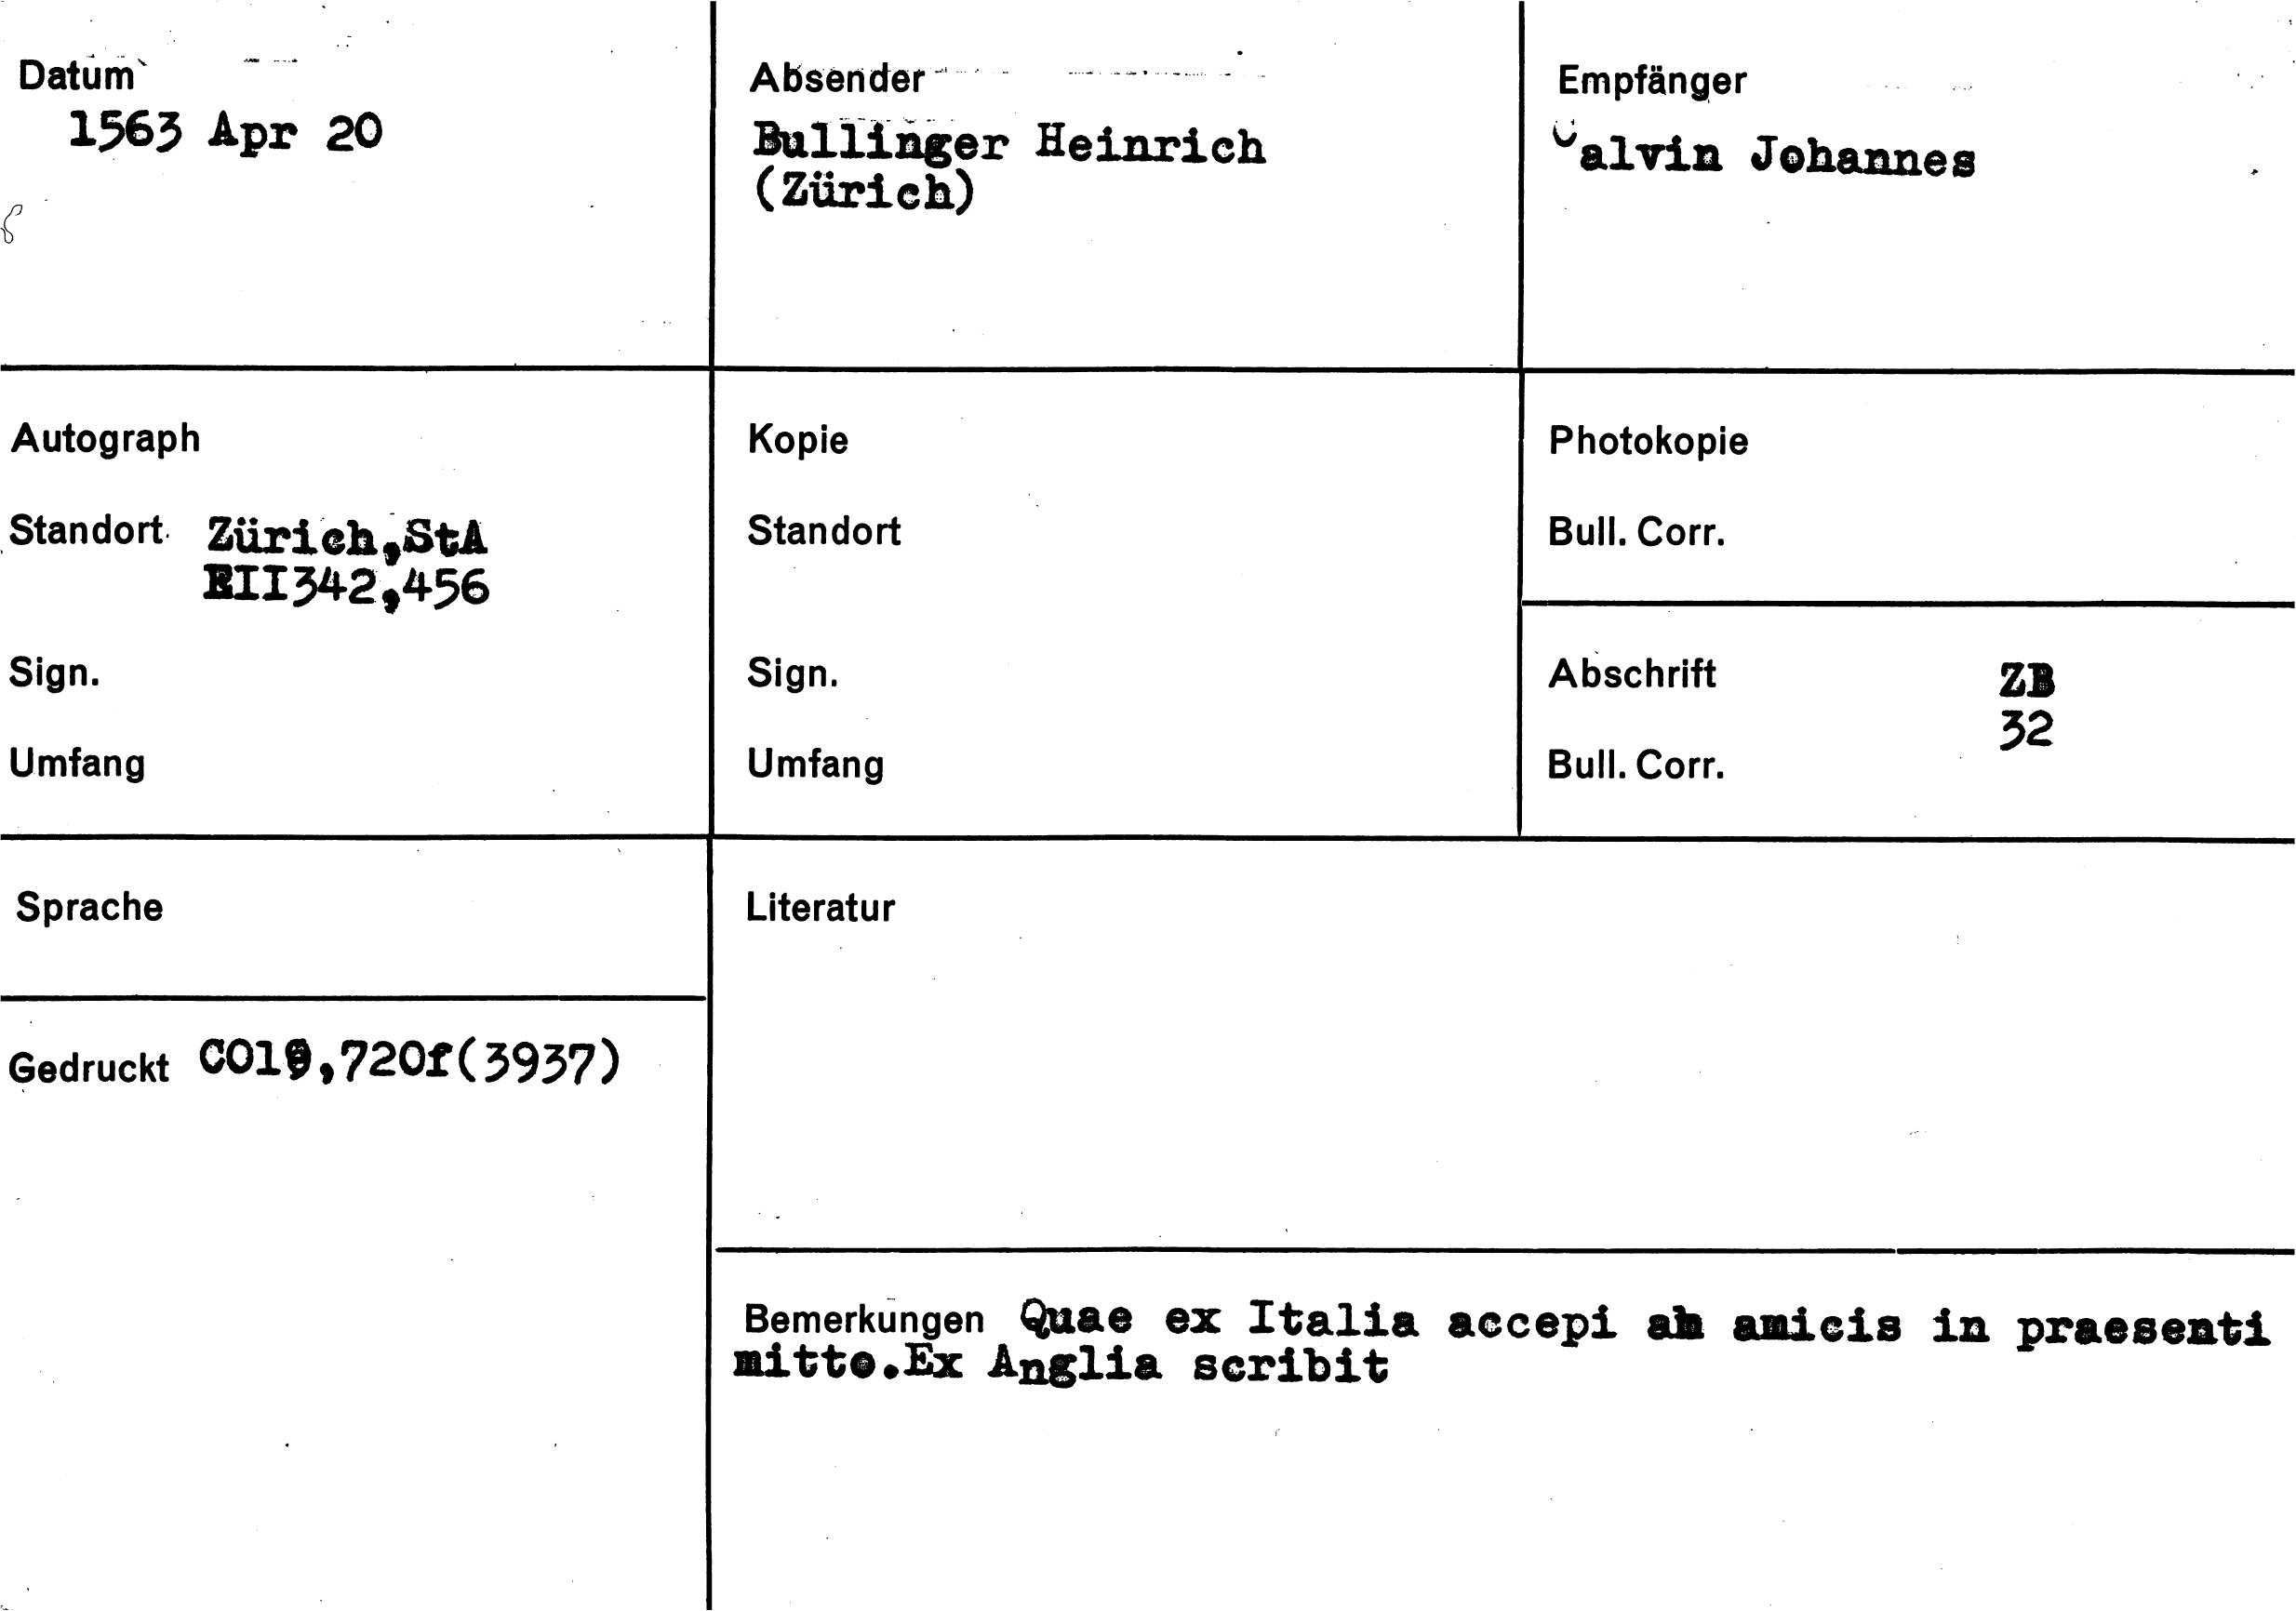 Datum
1563 Apr 20
Absender
Bullinger Heinrich
(Zürich)
Empfänger
Calvin Johannes
Autograph
Standort Zürich,StA
EII342,456
Sign.
Umfang
Kopie
Standort
Sign.
Umfang
Photokopie
Bull. Corr.
Abschrift ZB
32
Bull. Corr.
Sprache
Gedruckt CO19,720f(3937)
Literatur
Bemerkungen Quae ex Italia accepi ab amicis in praesenti
mitto.Ex Anglia scribit